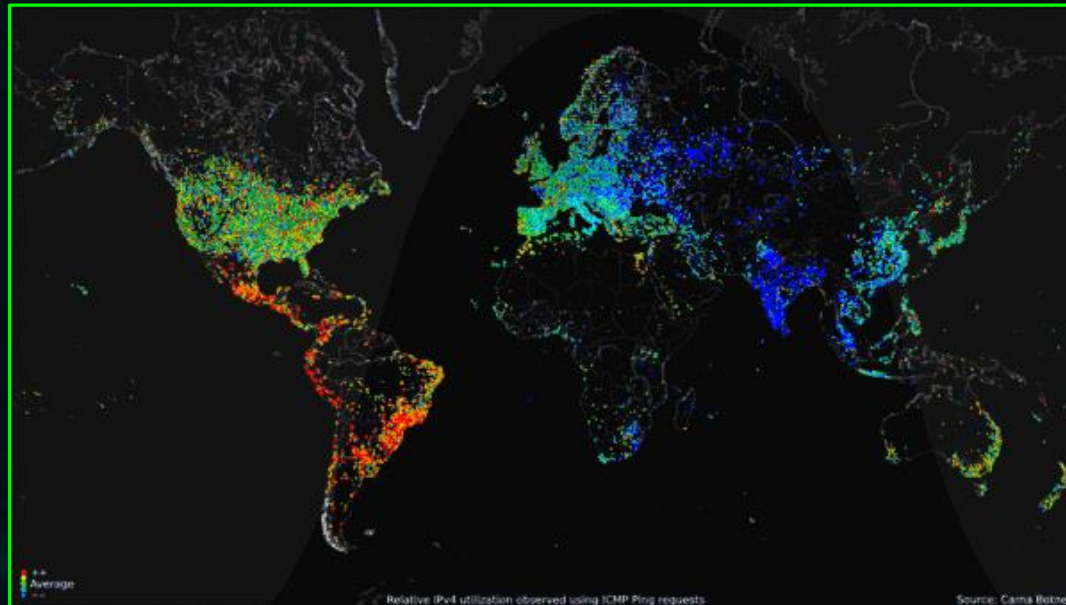 ++
Average
--
Relative IPv4 utilization observed using ICMP Ping requests
Source: Carna Botne